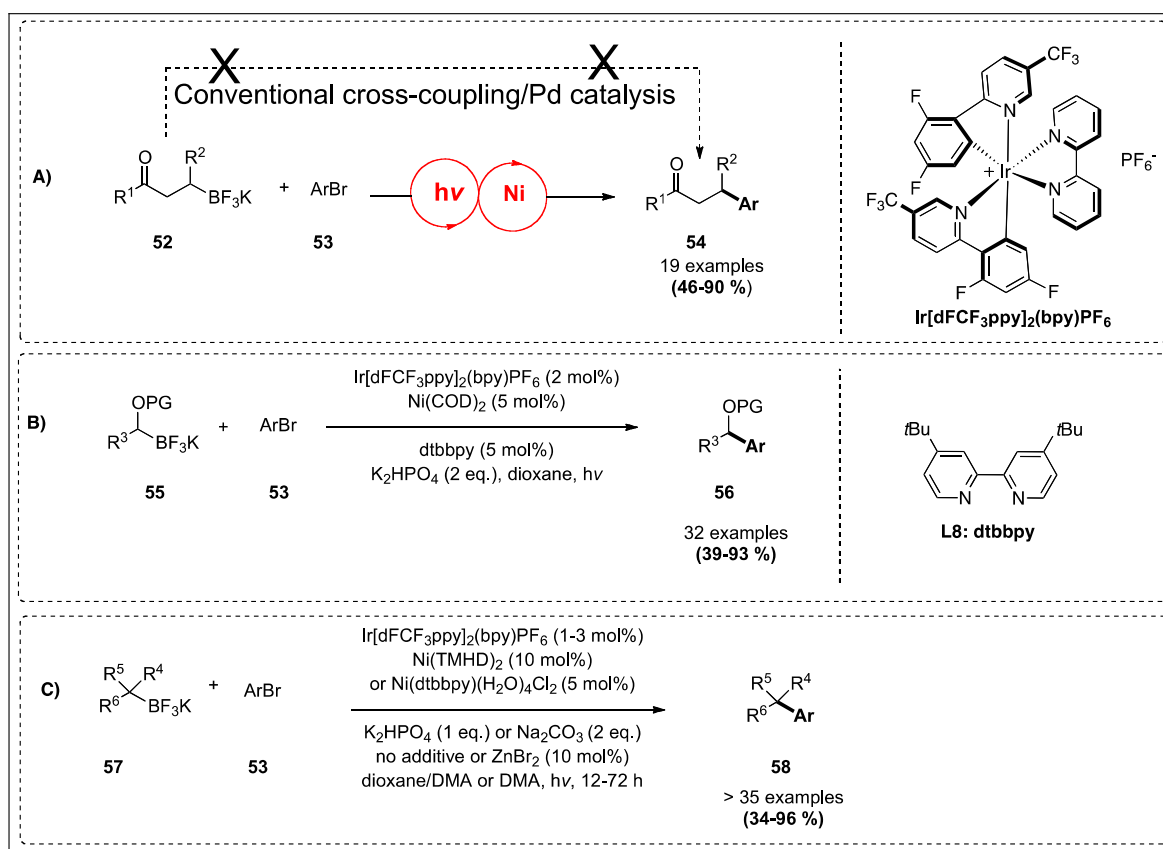 Conventional cross-coupling/Pd catalysis
X
X
A)
O
R2
R1
BF3K
52
+
ArBr
53
hν
Ni
O
R2
R1
Ar
54
19 examples
(46-90 %)
CF3
F
N
N
Ir
+
F
N
CF3
N
PF6-
F
F
Ir[dFCF3ppy]2(bpy)PF6
B)
OPG
R3
BF3K
55
+
ArBr
53
Ir[dFCF3ppy]2(bpy)PF6 (2 mol%)
Ni(COD)2 (5 mol%)
dtbbpy (5 mol%)
K2HPO4 (2 eq.), dioxane, hν
OPG
R3
Ar
56
32 examples
(39-93 %)
tBu
tBu
N
N
L8: dtbbpy
C)
R5
R4
R6
BF3K
57
+
ArBr
53
Ir[dFCF3ppy]2(bpy)PF6 (1-3 mol%)
Ni(TMHD)2 (10 mol%)
or Ni(dtbbpy)(H2O)4Cl2 (5 mol%)
K2HPO4 (1 eq.) or Na2CO3 (2 eq.)
no additive or ZnBr2 (10 mol%)
dioxane/DMA or DMA, hν, 12-72 h
R5
R4
R6
Ar
58
> 35 examples
(34-96 %)